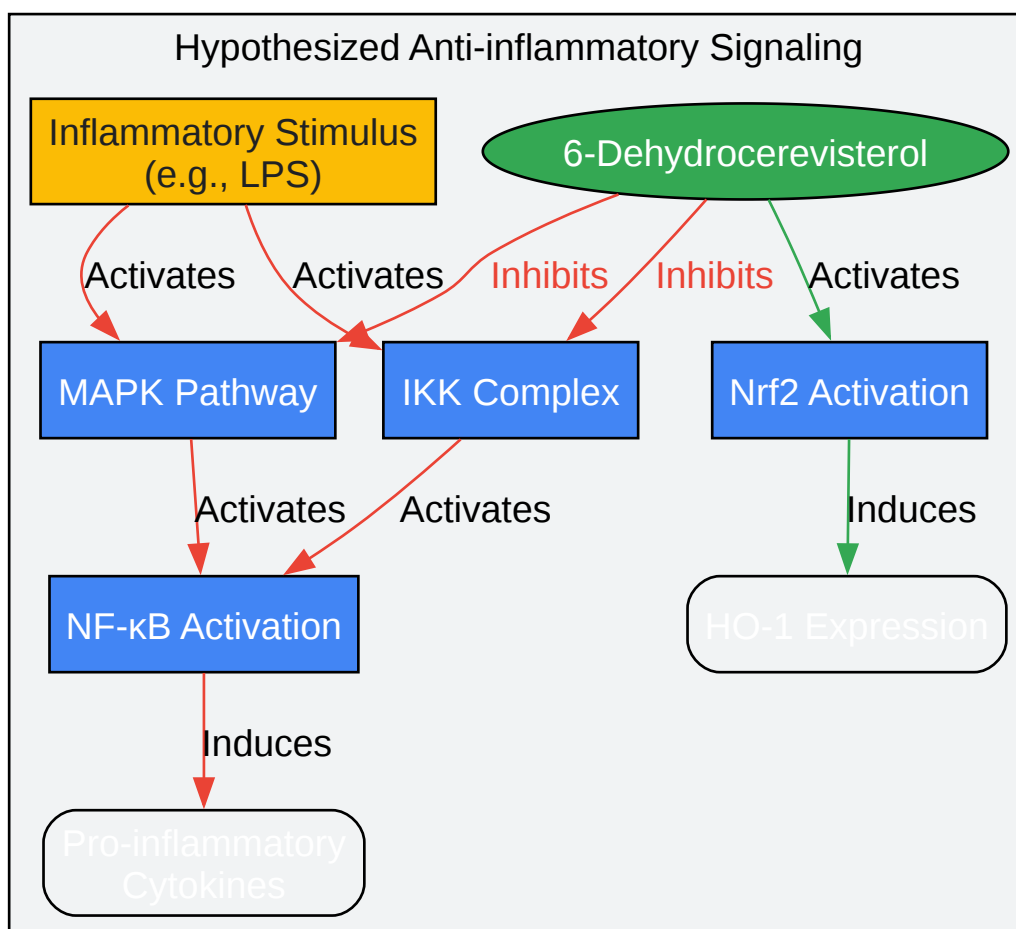 Hypothesized Anti-inflammatory Signaling
Inflammatory Stimulus
(e.g., LPS)
6-Dehydrocerevisterol
Activates
Activates
Inhibits
Inhibits
Activates
MAPK Pathway
IKK Complex
Nrf2 Activation
Activates
Activates
Induces
NF-κB Activation
HO-1 Expression
Induces
Pro-inflammatory
Cytokines